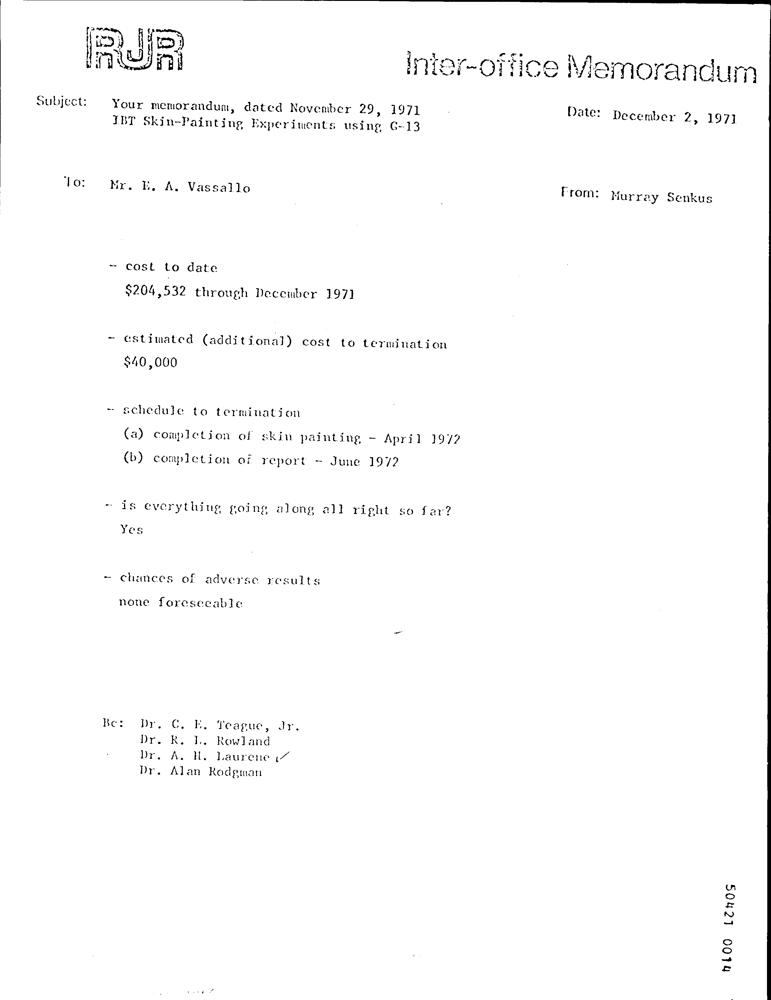 RJR
Inter-office Memorandum
Subject: Your memorandum, dated November 29, 1971
IBT Skin-Painting Experiments using G-13
Date: December 2, 1971
To: Mr. E. A. Vassallo
From: Murray Senkus
- cost to date
$204,532 through December 1971
- estimated (additional) cost to termination
$40,000
- schedule to termination
(a) completion of skin painting - April 1972
(b) completion of report - June 1972
- is everything going along all right so far?
Yes
- chances of adverse results
none foreseeable
Bc: Dr. C. E. Teague, Jr.
Dr. R. L. Rowland
Dr. A. H. Laurene
Dr. Alan Rodgman
50421 0014